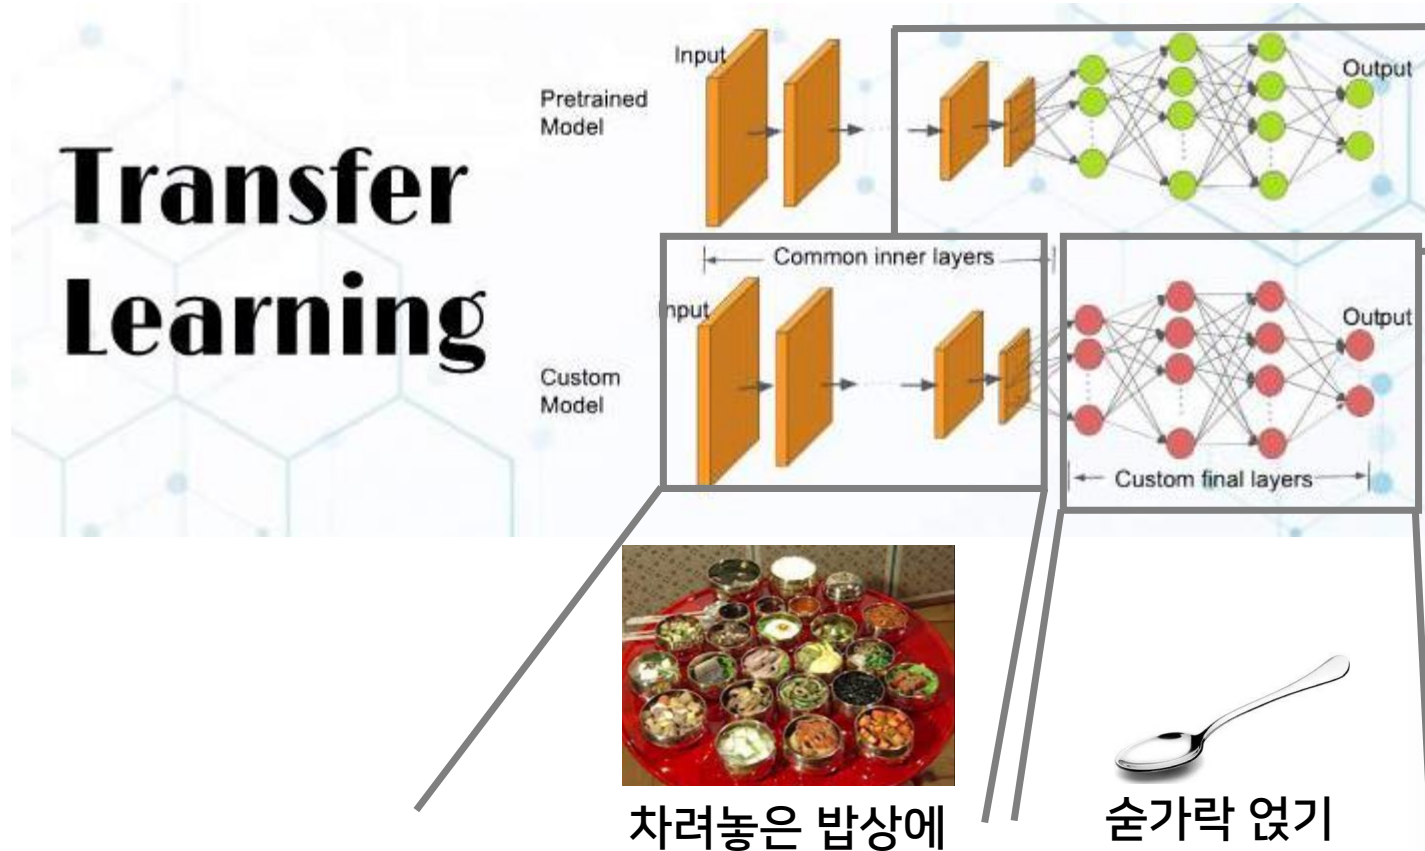 Transfer
Learning
Pretrained
Model
Input
Output
Common inner layers
Custom
Model
nput
Output
Custom final layers
차려놓은 밥상에
숟가락 얹기